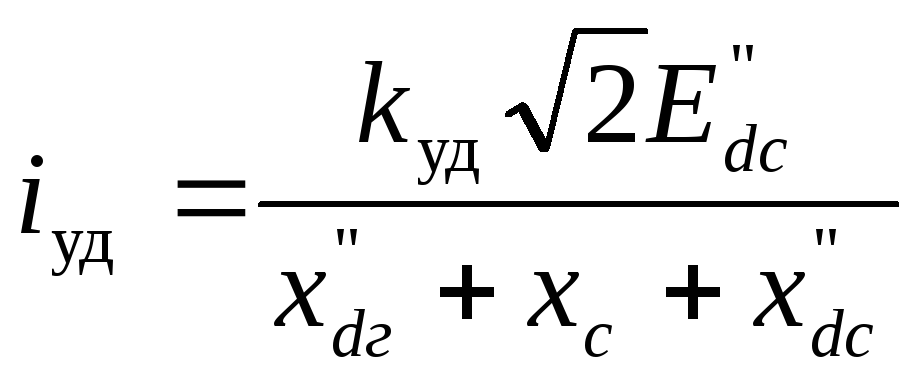 i_уд = k_уд √2 E"_dc / x"_dг + x_c + x"_dc